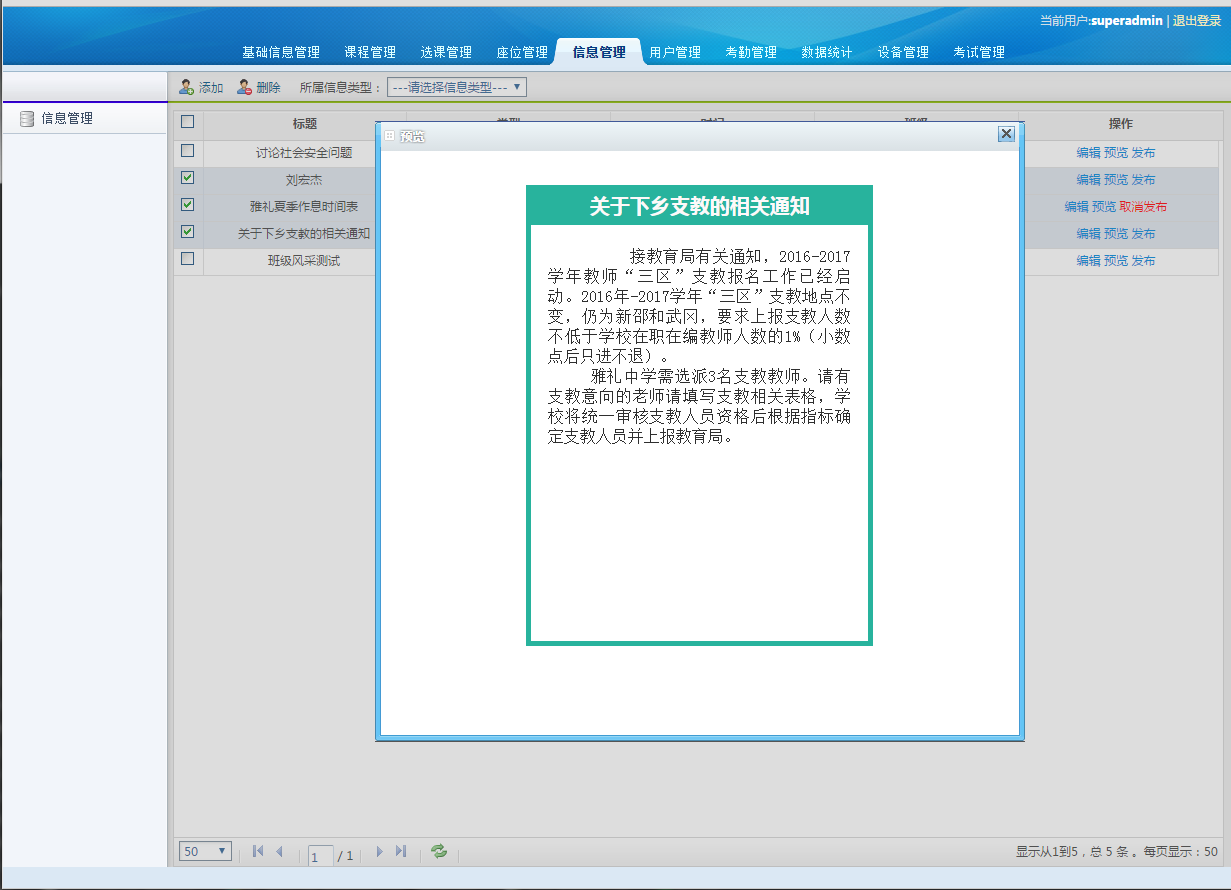 当前用户:superadmin | 退出登录
基础信息管理 课程管理 选课管理 座位管理 信息管理 用户管理 考勤管理 数据统计 设备管理 考试管理
添加 删除 所属信息类型： ---请选择信息类型---
信息管理
标题 操作
讨论社会安全问题 编辑 预览 发布
刘宏杰 编辑 预览 发布
雅礼夏季作息时间表 编辑 预览 取消发布
关于下乡支教的相关通知 编辑 预览 发布
班级风采测试 编辑 预览 发布
预览
关于下乡支教的相关通知
接教育局有关通知，2016-2017
学年教师“三区”支教报名工作已经启
动。2016年-2017学年“三区”支教地点不
变，仍为新邵和武冈，要求上报支教人数
不低于学校在职在编教师人数的1%（小数
点后只进不退）。
雅礼中学需选派3名支教教师。请有
支教意向的老师请填写支教相关表格，学
校将统一审核支教人员资格后根据指标确
定支教人员并上报教育局。
50 1 / 1 显示从1到5，总 5 条 。每页显示：50